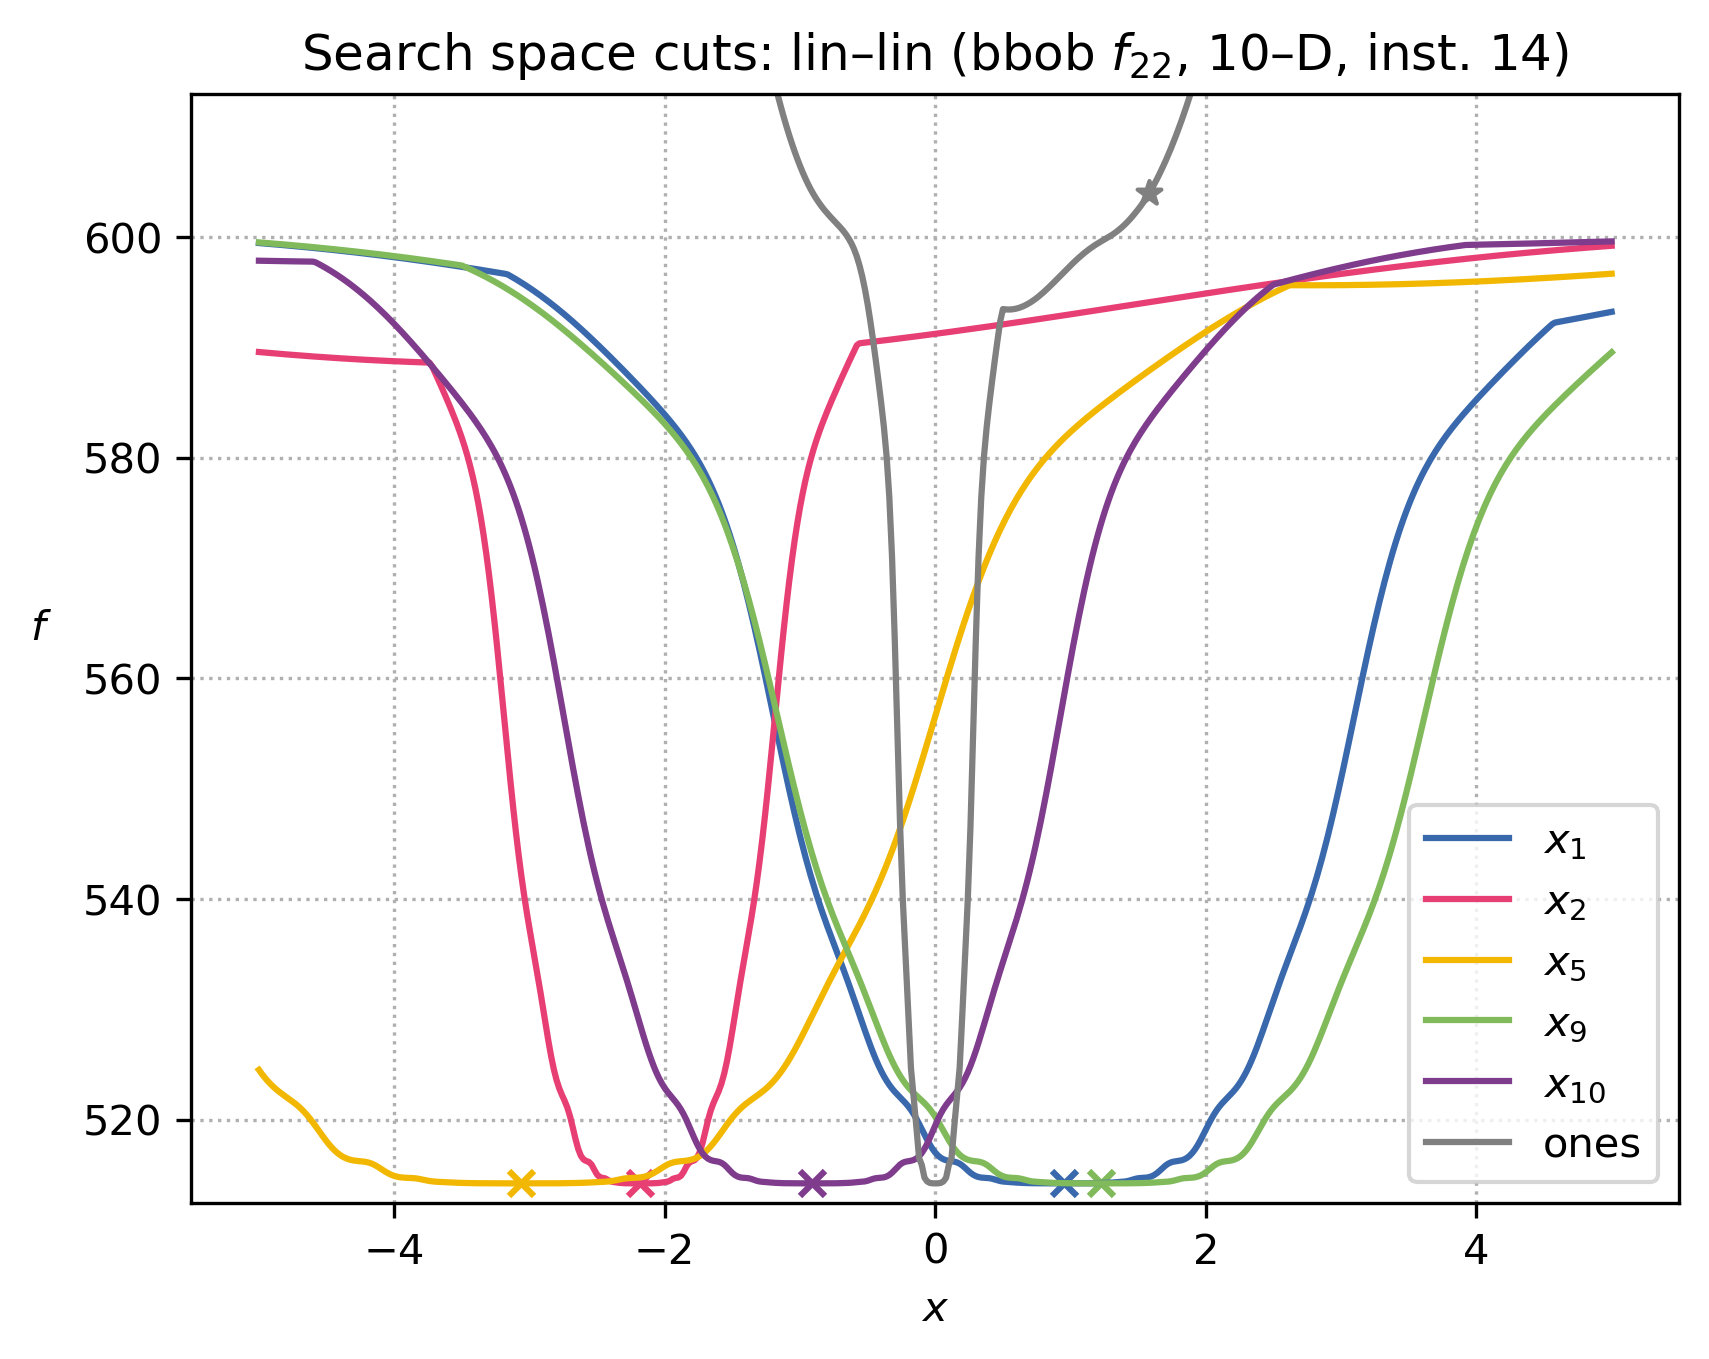 Search space cuts: lin–lin (bbob f₂₂, 10–D, inst. 14)
600
580
560
540
520
f
−4
−2
0
2
4
x
x₁
x₂
x₅
x₉
x₁₀
ones